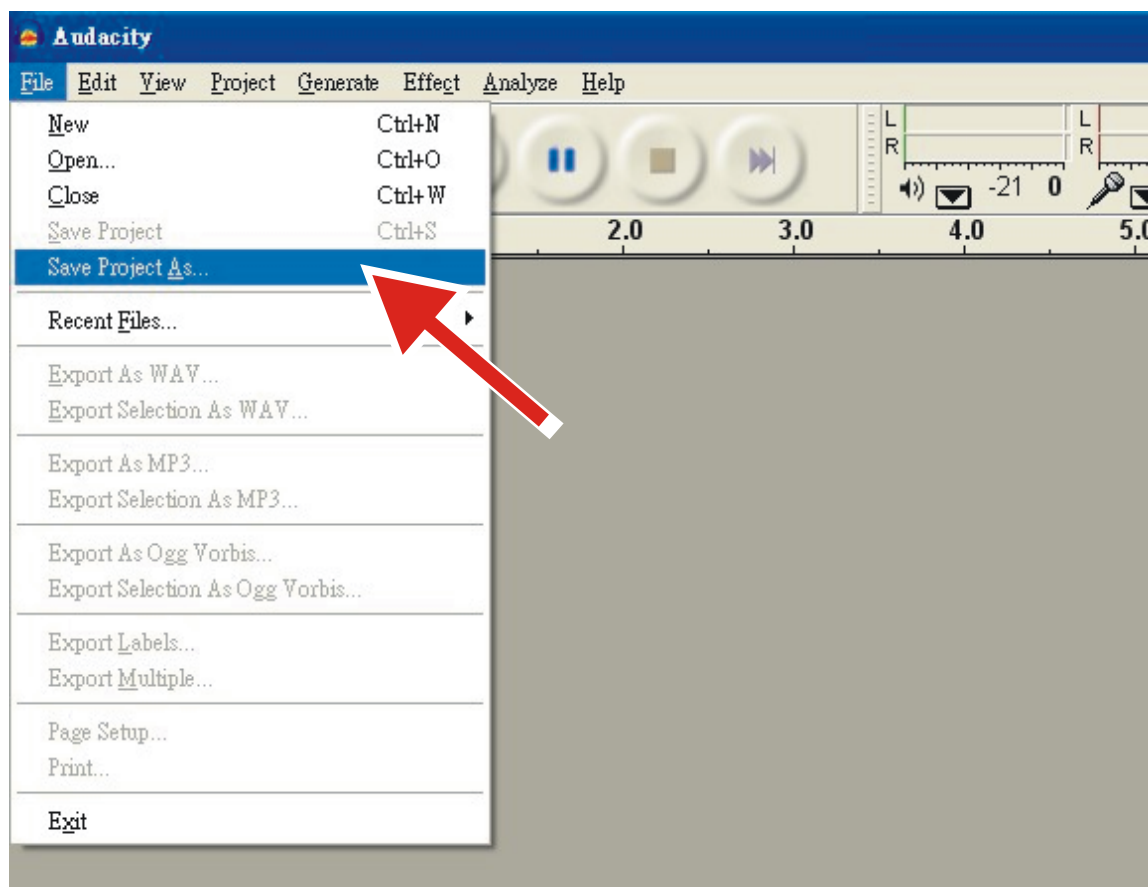 Audacity
File Edit View Project Generate Effect Analyze Help
New Ctrl+N
Open... Ctrl+O
Close Ctrl+W
Save Project Ctrl+S
Save Project As...
Recent Files...
Export As WAV...
Export Selection As WAV...
Export As MP3...
Export Selection As MP3...
Export As Ogg Vorbis...
Export Selection As Ogg Vorbis...
Export Labels...
Export Multiple...
Page Setup...
Print...
Exit
L L
R R
-21 0
2.0 3.0 4.0 5.0